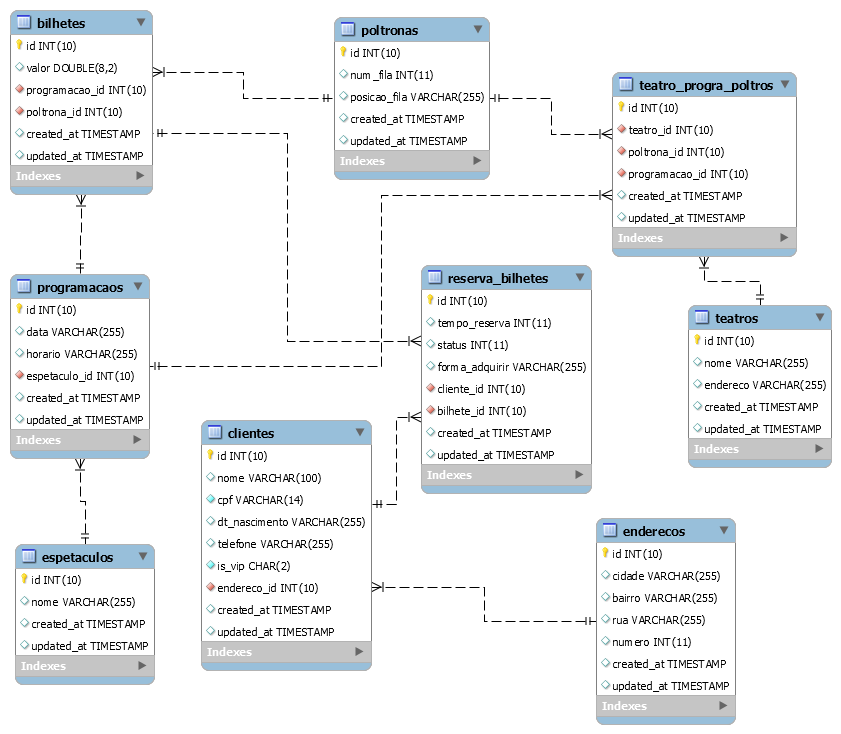 bilhetes
id INT(10)
valor DOUBLE(8,2)
programacao_id INT(10)
poltrona_id INT(10)
created_at TIMESTAMP
updated_at TIMESTAMP
Indexes
poltronas
id INT(10)
num_fila INT(11)
posicao_fila VARCHAR(255)
created_at TIMESTAMP
updated_at TIMESTAMP
Indexes
teatro_progra_poltros
id INT(10)
teatro_id INT(10)
poltrona_id INT(10)
programacao_id INT(10)
created_at TIMESTAMP
updated_at TIMESTAMP
Indexes
programacaos
id INT(10)
data VARCHAR(255)
horario VARCHAR(255)
espetaculo_id INT(10)
created_at TIMESTAMP
updated_at TIMESTAMP
Indexes
reserva_bilhetes
id INT(10)
tempo_reserva INT(11)
status INT(11)
forma_adquirir VARCHAR(255)
cliente_id INT(10)
bilhete_id INT(10)
created_at TIMESTAMP
updated_at TIMESTAMP
Indexes
teatros
id INT(10)
nome VARCHAR(255)
endereco VARCHAR(255)
created_at TIMESTAMP
updated_at TIMESTAMP
Indexes
clientes
id INT(10)
nome VARCHAR(100)
cpf VARCHAR(14)
dt_nascimento VARCHAR(255)
telefone VARCHAR(255)
is_vip CHAR(2)
endereco_id INT(10)
created_at TIMESTAMP
updated_at TIMESTAMP
Indexes
espetaculos
id INT(10)
nome VARCHAR(255)
created_at TIMESTAMP
updated_at TIMESTAMP
Indexes
enderecos
id INT(10)
cidade VARCHAR(255)
bairro VARCHAR(255)
rua VARCHAR(255)
numero INT(11)
created_at TIMESTAMP
updated_at TIMESTAMP
Indexes